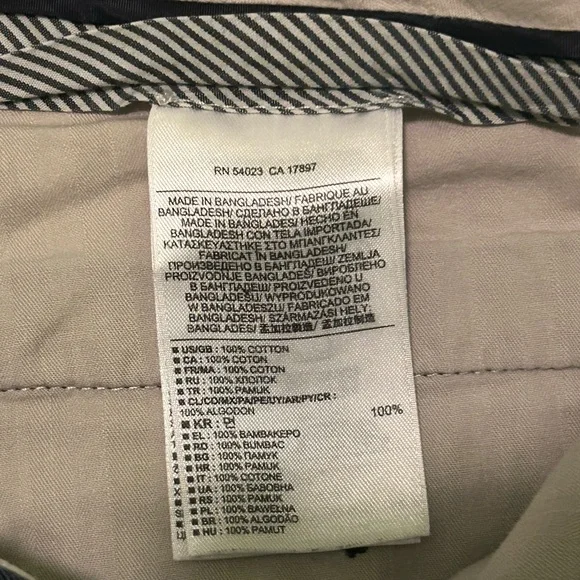 RN 54023 CA 17897
MADE IN BANGLADESH/ FABRIQUE AU
BANGLADESH/ СДЕЛАНО В БАНГЛАДЕШЕ/
MADE IN BANGLADES/ HECHO EN
BANGLADESH CON TELA IMPORTADA/
ΚΑΤΑΣΚΕΥΑΣΤΗΚΕ ΣΤΟ ΜΠΑΝΓΚΛΑΝΤΕΣ/
FABRICAT ÎN BANGLADESH/
ПРОИЗВЕДЕНО В БАНГЛАДЕШ/ ZEMLJA
PROIZVODNJE BANGLADEŠ/ ВИРОБЛЕНО
В БАНГЛАДЕШ/ PROIZVEDENO U
BANGLADEŠU/ WYPRODUKOWANO
W BANGLADESZU/ FABRICADO EM
BANGLADESH/ SZÁRMAZÁSI HELY:
BANGLADES/ 孟加拉制造/ 孟加拉製造
■ US/GB : 100% COTTON
■ CA : 100% COTON
■ FR/MA : 100% COTON
■ RU : 100% ХЛОПОК
■ TR : 100% PAMUK
■ CL/CO/MX/PA/PE/UY/AR/PY/CR :
100% ALGODON
■ KR : 면 100%
■ EL : 100% ΒΑΜΒΑΚΕΡΟ
■ RO : 100% BUMBAC
■ BG : 100% ПАМУК
■ HR : 100% PAMUK
■ IT : 100% COTONE
■ UA : 100% БАВОВНА
■ RS : 100% PAMUK
■ PL : 100% BAWEŁNA
■ BR : 100% ALGODÃO
■ HU : 100% PAMUT